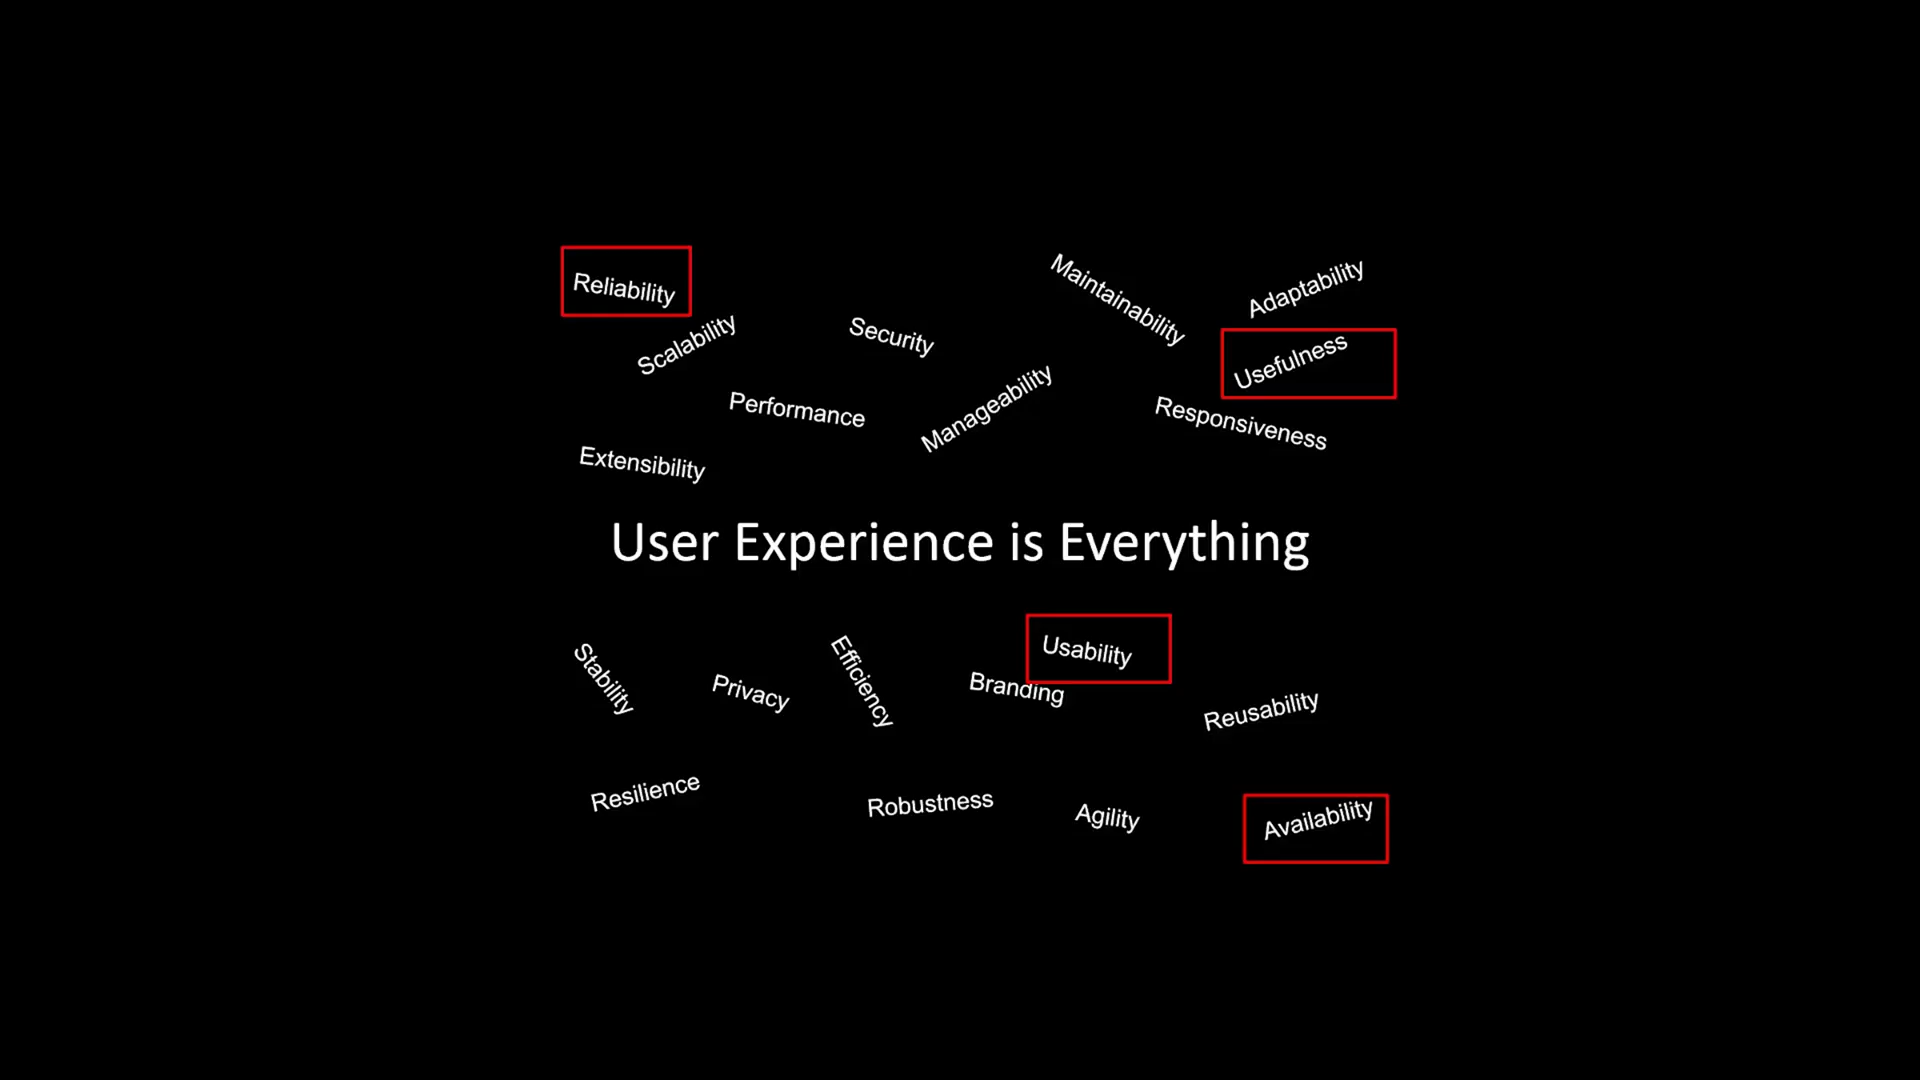 Reliability
Maintainability
Adaptability
Scalability
Security
Usefulness
Performance
Manageability
Responsiveness
Extensibility
User Experience is Everything
Stability
Privacy
Efficiency
Usability
Branding
Reusability
Resilience
Robustness
Agility
Availability